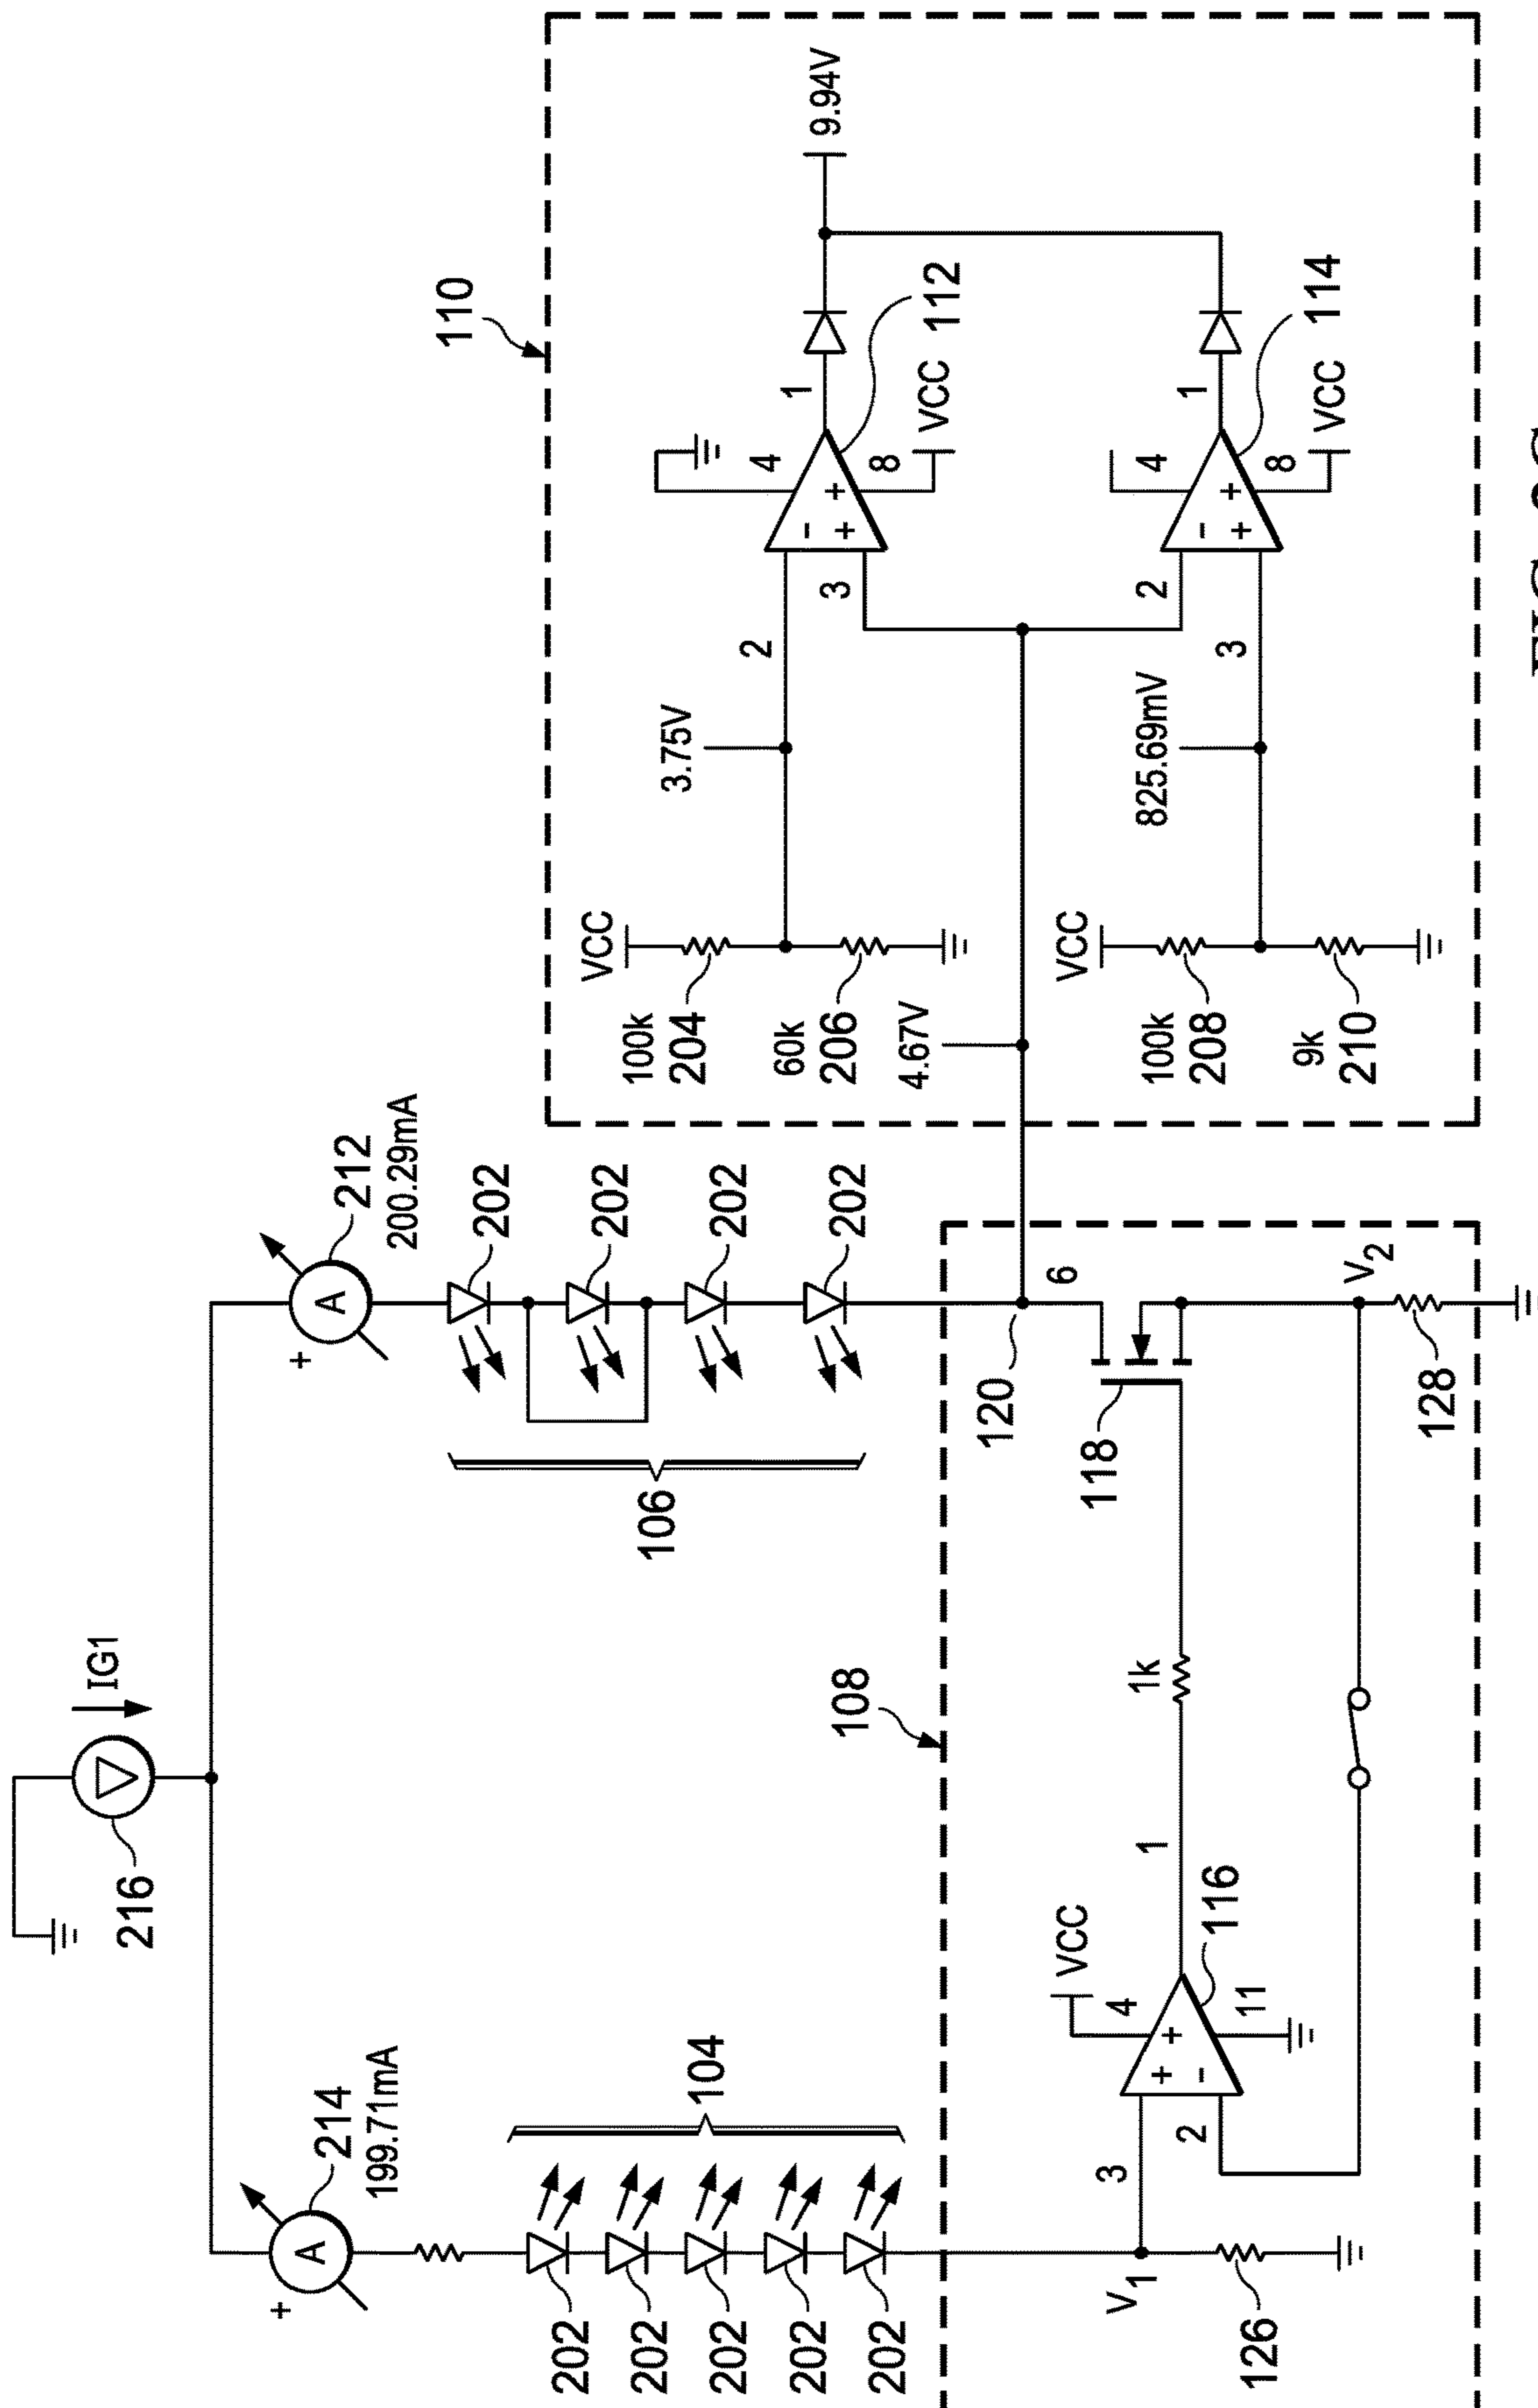 216
IG1
214
199.71mA
+
A
202
202
202
202
202
104
212
200.29mA
+
A
202
202
202
202
106
108
V1
126
3
2
+
-
+
VCC
4
11
116
1
1k
118
120
6
V2
128
110
4.67V
VCC
100k
204
60k
206
3.75V
2
3
-
+
+
4
8
VCC
1
112
9.94V
VCC
100k
208
9k
210
825.69mV
2
3
-
+
+
4
8
VCC
1
114